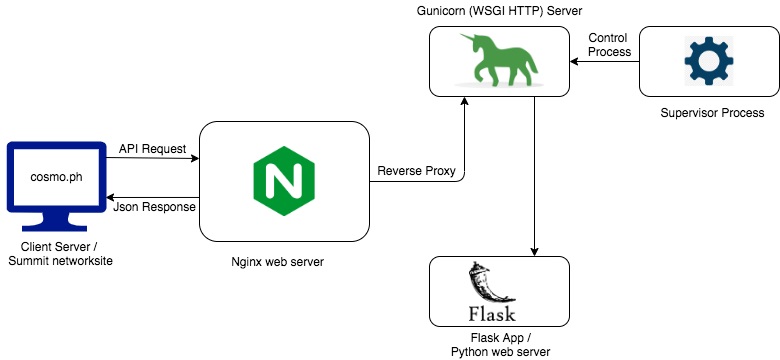 Gunicorn (WSGI HTTP) Server
Control
Process
Supervisor Process
API Request
cosmo.ph
Json Response
Client Server /
Summit networksite
N
Nginx web server
Reverse Proxy
Flask
Flask App /
Python web server